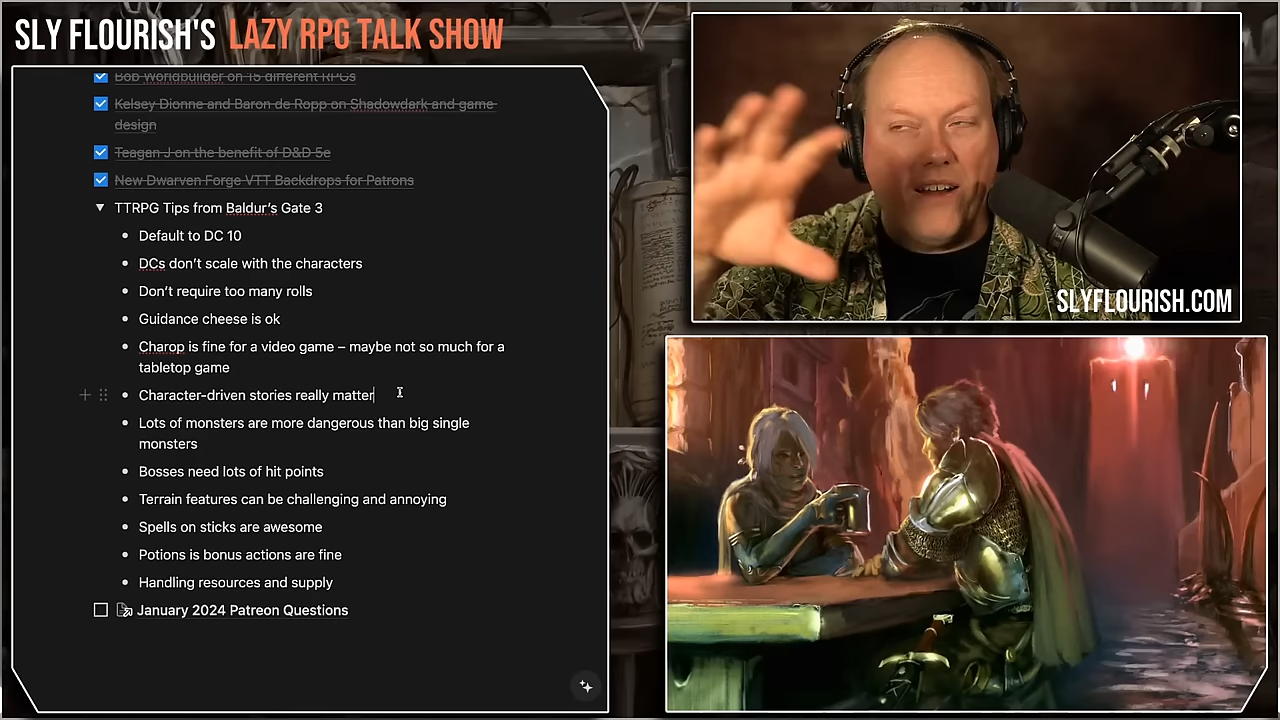 SLY FLOURISH'S LAZY RPG TALK SHOW
Bob Worldbuilder on 15 different RPGs
Kelsey Dionne and Baron de Ropp on Shadowdark and game
design
Teagan J on the benefit of D&D 5e
New Dwarven Forge VTT Backdrops for Patrons
TTRPG Tips from Baldur's Gate 3
Default to DC 10
DCs don't scale with the characters
Don't require too many rolls
Guidance cheese is ok
Charop is fine for a video game – maybe not so much for a
tabletop game
Character-driven stories really matter
Lots of monsters are more dangerous than big single
monsters
Bosses need lots of hit points
Terrain features can be challenging and annoying
Spells on sticks are awesome
Potions is bonus actions are fine
Handling resources and supply
January 2024 Patreon Questions
SLYFLOURISH.COM